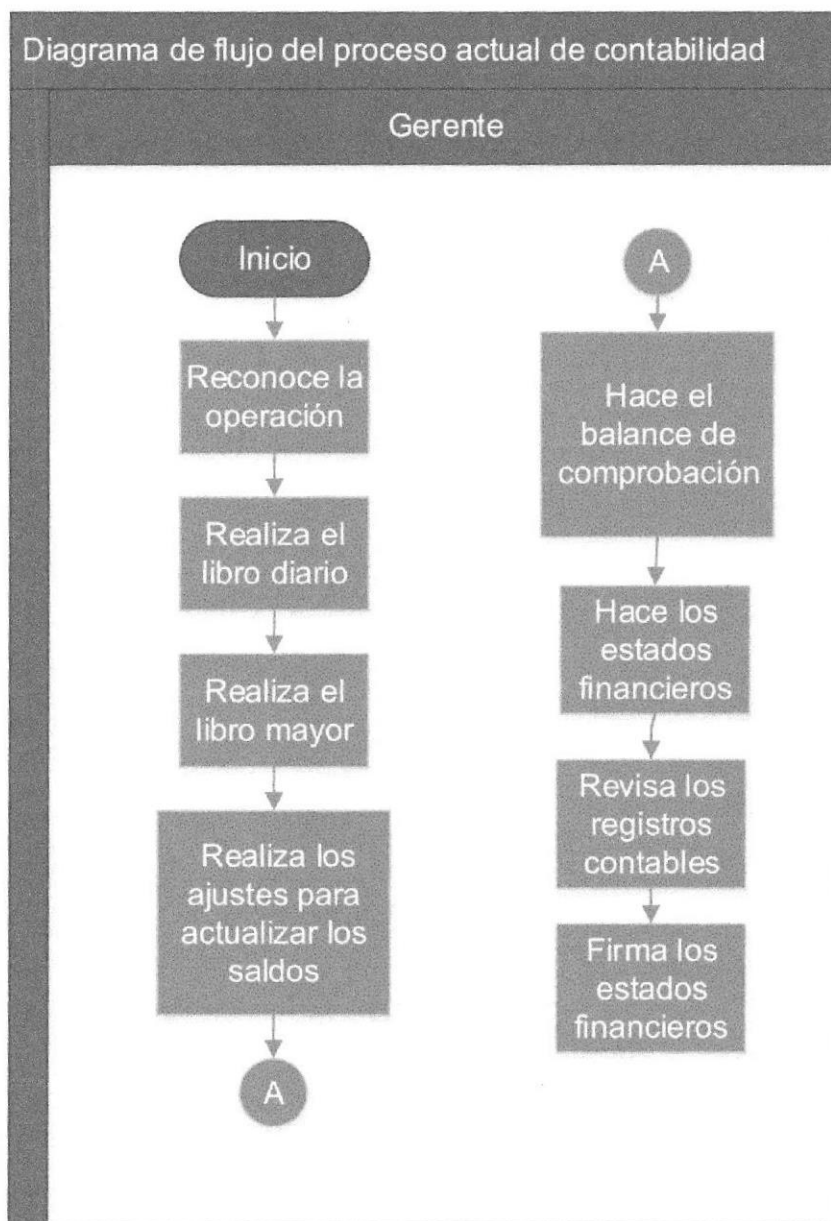 Diagrama de flujo del proceso actual de contabilidad
Gerente
Inicio
Reconoce la
operación
Realiza el
libro diario
Realiza el
libro mayor
Realiza los
ajustes para
actualizar los
saldos
A
A
Hace el
balance de
comprobación
Hace los
estados
financieros
Revisa los
registros
contables
Firma los
estados
financieros